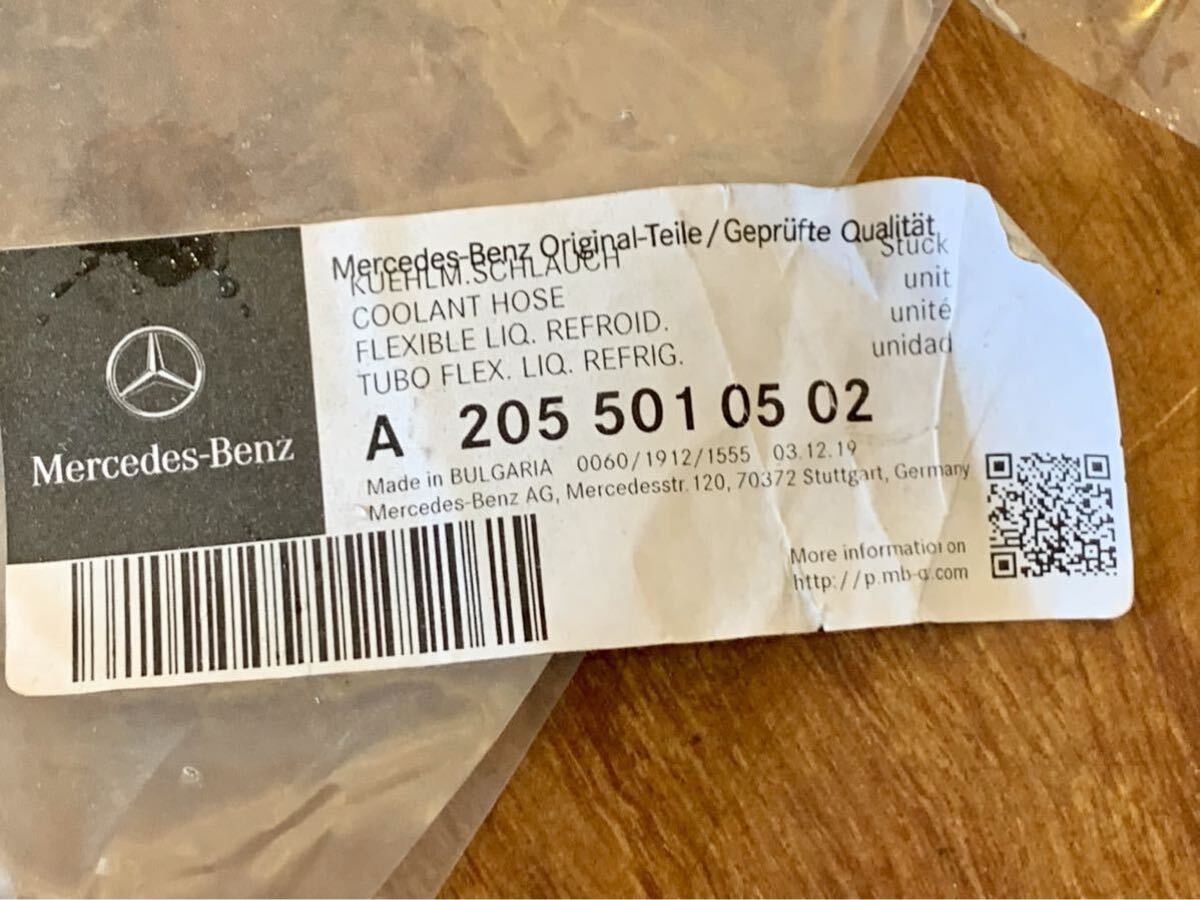 Mercedes-Benz
Mercedes-Benz Original-Teile/Geprüfte Qualität
KUEHLM.SCHLAUCH Stück
COOLANT HOSE unit
FLEXIBLE LIQ. REFROID. unité
TUBO FLEX. LIQ. REFRIG. unidad
A 205 501 05 02
Made in BULGARIA 0060/1912/1555 03.12.19
Mercedes-Benz AG, Mercedesstr. 120, 70372 Stuttgart, Germany
More information on
http://p.mb-q.com